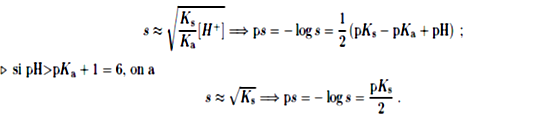 s ≈ √(Ks/Ka [H⁺]) ⟹ ps = − log s = 1/2 (pKs − pKa + pH) ;
▷ si pH>pKa + 1 = 6, on a
s ≈ √Ks ⟹ ps = − log s = pKs/2 .